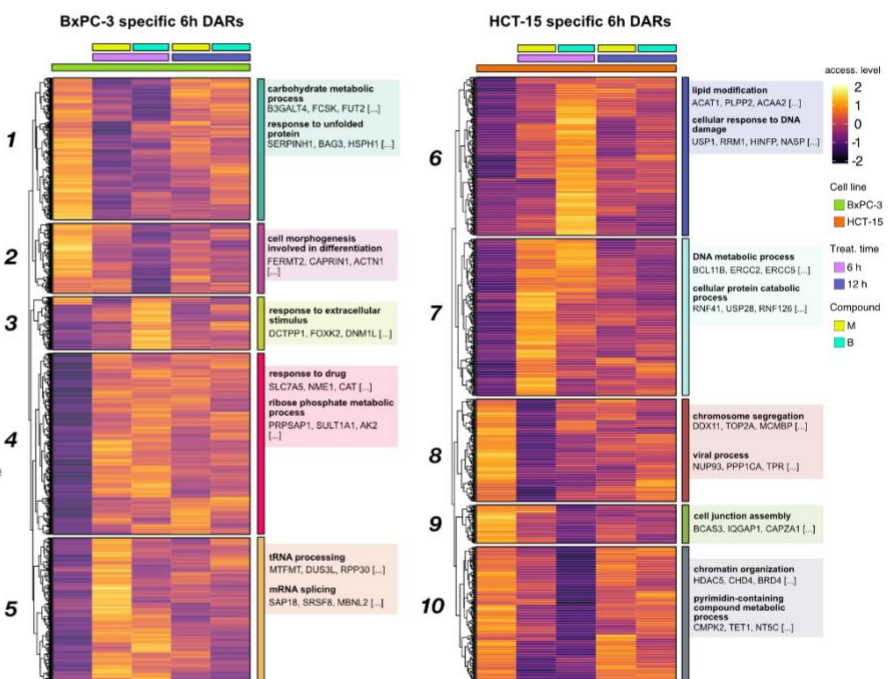 BxPC-3 specific 6h DARs
1
carbohydrate metabolic
process
B3GALT4, FCSK, FUT2 [...]
response to unfolded
protein
SERPINH1, BAG3, HSPH1 [...]
2
cell morphogenesis
involved in differentiation
FERMT2, CAPRIN1, ACTN1
[...]
3
response to extracellular
stimulus
DCTPP1, FOXK2, DNM1L [...]
4
response to drug
SLC7A5, NME1, CAT [...]
ribose phosphate metabolic
process
PRPSAP1, SULT1A1, AK2
[...]
5
tRNA processing
MTFMT, DUS3L, RPP30 [...]
mRNA splicing
SAP18, SRSF8, MBNL2 [...]
HCT-15 specific 6h DARs
6
lipid modification
ACAT1, PLPP2, ACAA2 [...]
cellular response to DNA
damage
USP1, RRM1, HINFP, NASP [...]
7
DNA metabolic process
BCL11B, ERCC2, ERCC5 [...]
cellular protein catabolic
process
RNF41, USP28, RNF126 [...]
8
chromosome segregation
DDX11, TOP2A, MCMBP [...]
viral process
NUP93, PPP1CA, TPR [...]
9
cell junction assembly
BCAS3, IQGAP1, CAPZA1 [...]
10
chromatin organization
HDAC5, CHD4, BRD4 [...]
pyrimidin-containing
compound metabolic
process
CMPK2, TET1, NT5C [...]
access. level
2
1
0
-1
-2
Cell line
BxPC-3
HCT-15
Treat. time
6 h
12 h
Compound
M
B